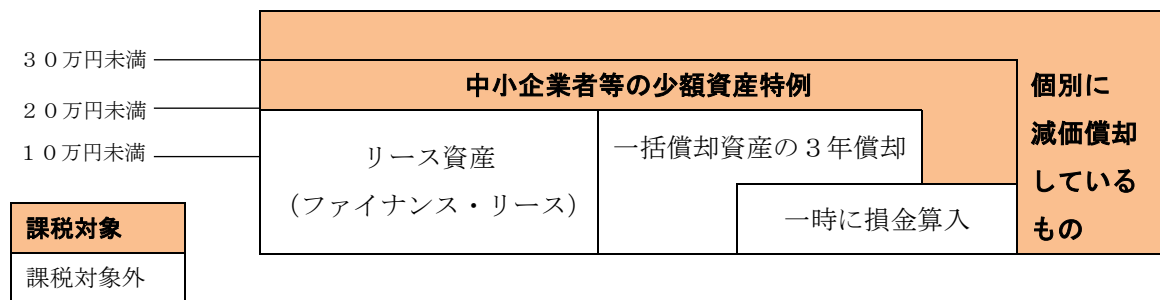 ３０万円未満
２０万円未満
１０万円未満
中小企業者等の少額資産特例
個別に
減価償却
している
もの
リース資産
（ファイナンス・リース）
一括償却資産の３年償却
一時に損金算入
課税対象
課税対象外